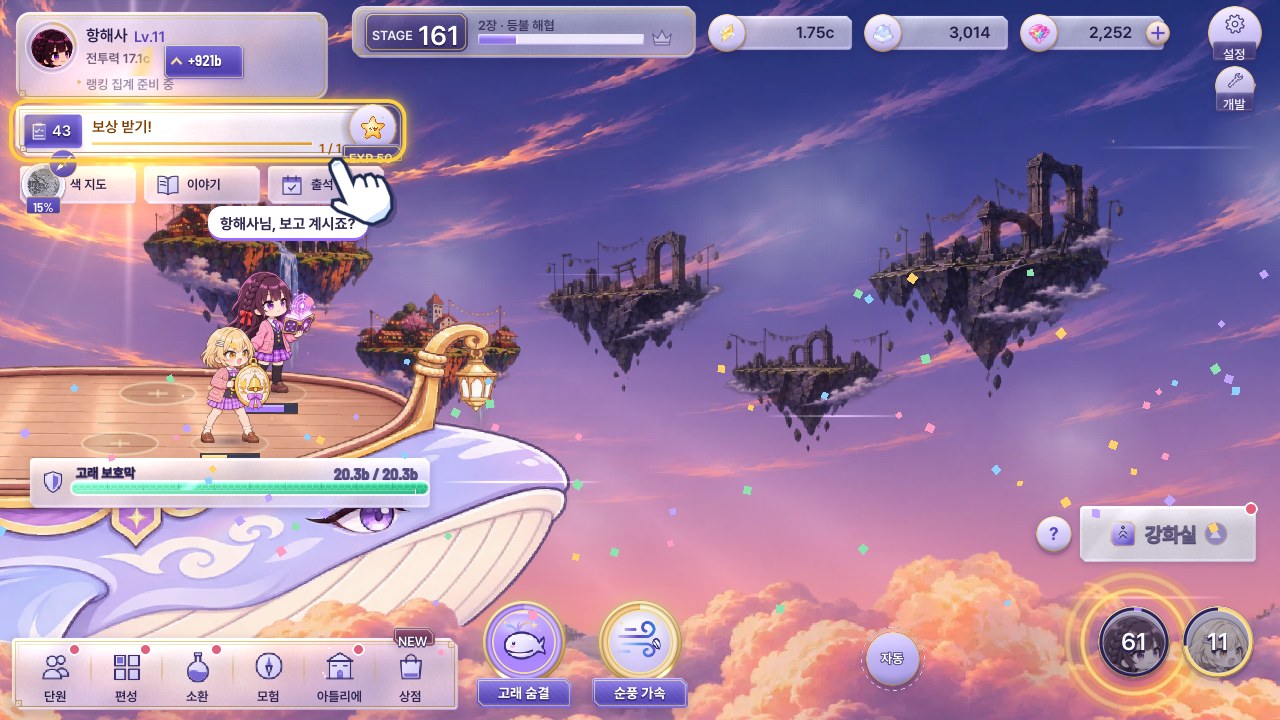 항해사 Lv.11
전투력 17.1c
+921b
랭킹 집계 준비 중
STAGE 161
2장 · 등불 해협
1.75c
3,014
2,252
설정
개발
43
보상 받기!
1/1
EXP 50
색 지도
15%
이야기
출석
항해사님, 보고 계시죠?
고래 보호막
20.3b / 20.3b
?
강화실
단원
편성
소환
모험
아틀리에
NEW
상점
고래 숨결
순풍 가속
자동
61
11